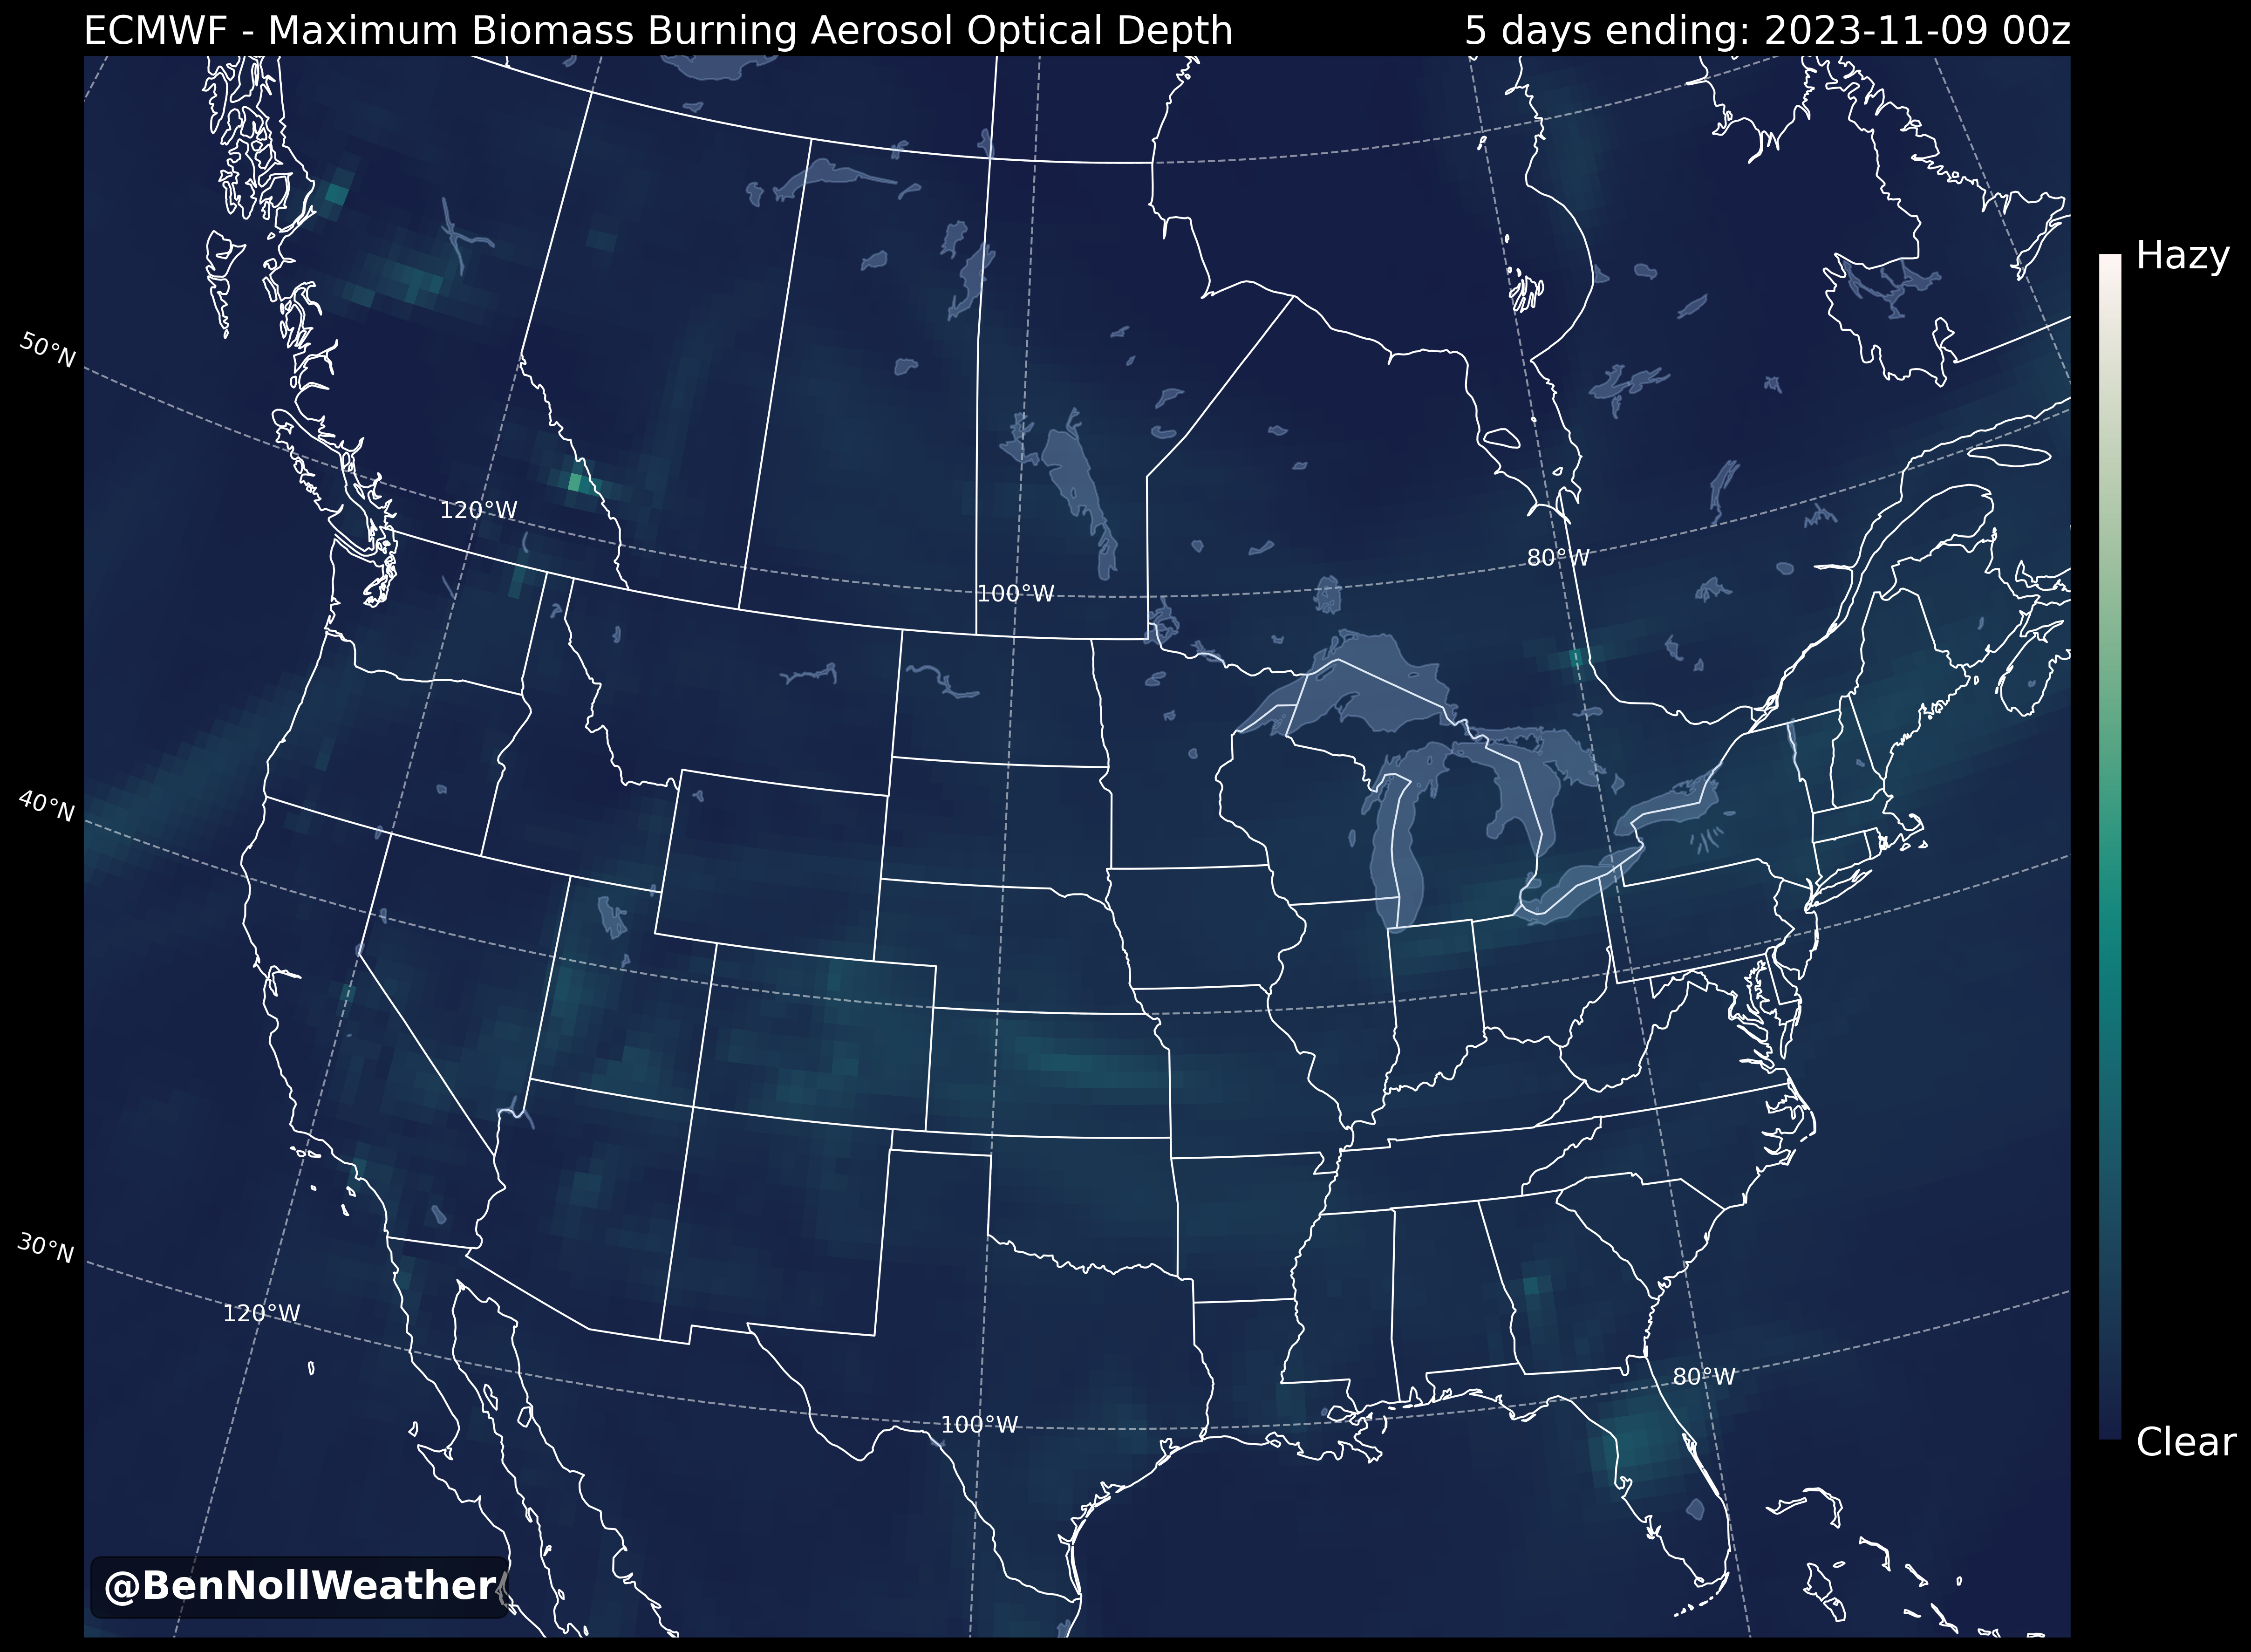 ECMWF - Maximum Biomass Burning Aerosol Optical Depth
5 days ending: 2023-11-09 00z
Hazy
50°N
120°W
80°W
100°W
40°N
30°N
120°W
80°W
100°W
Clear
@BenNollWeather